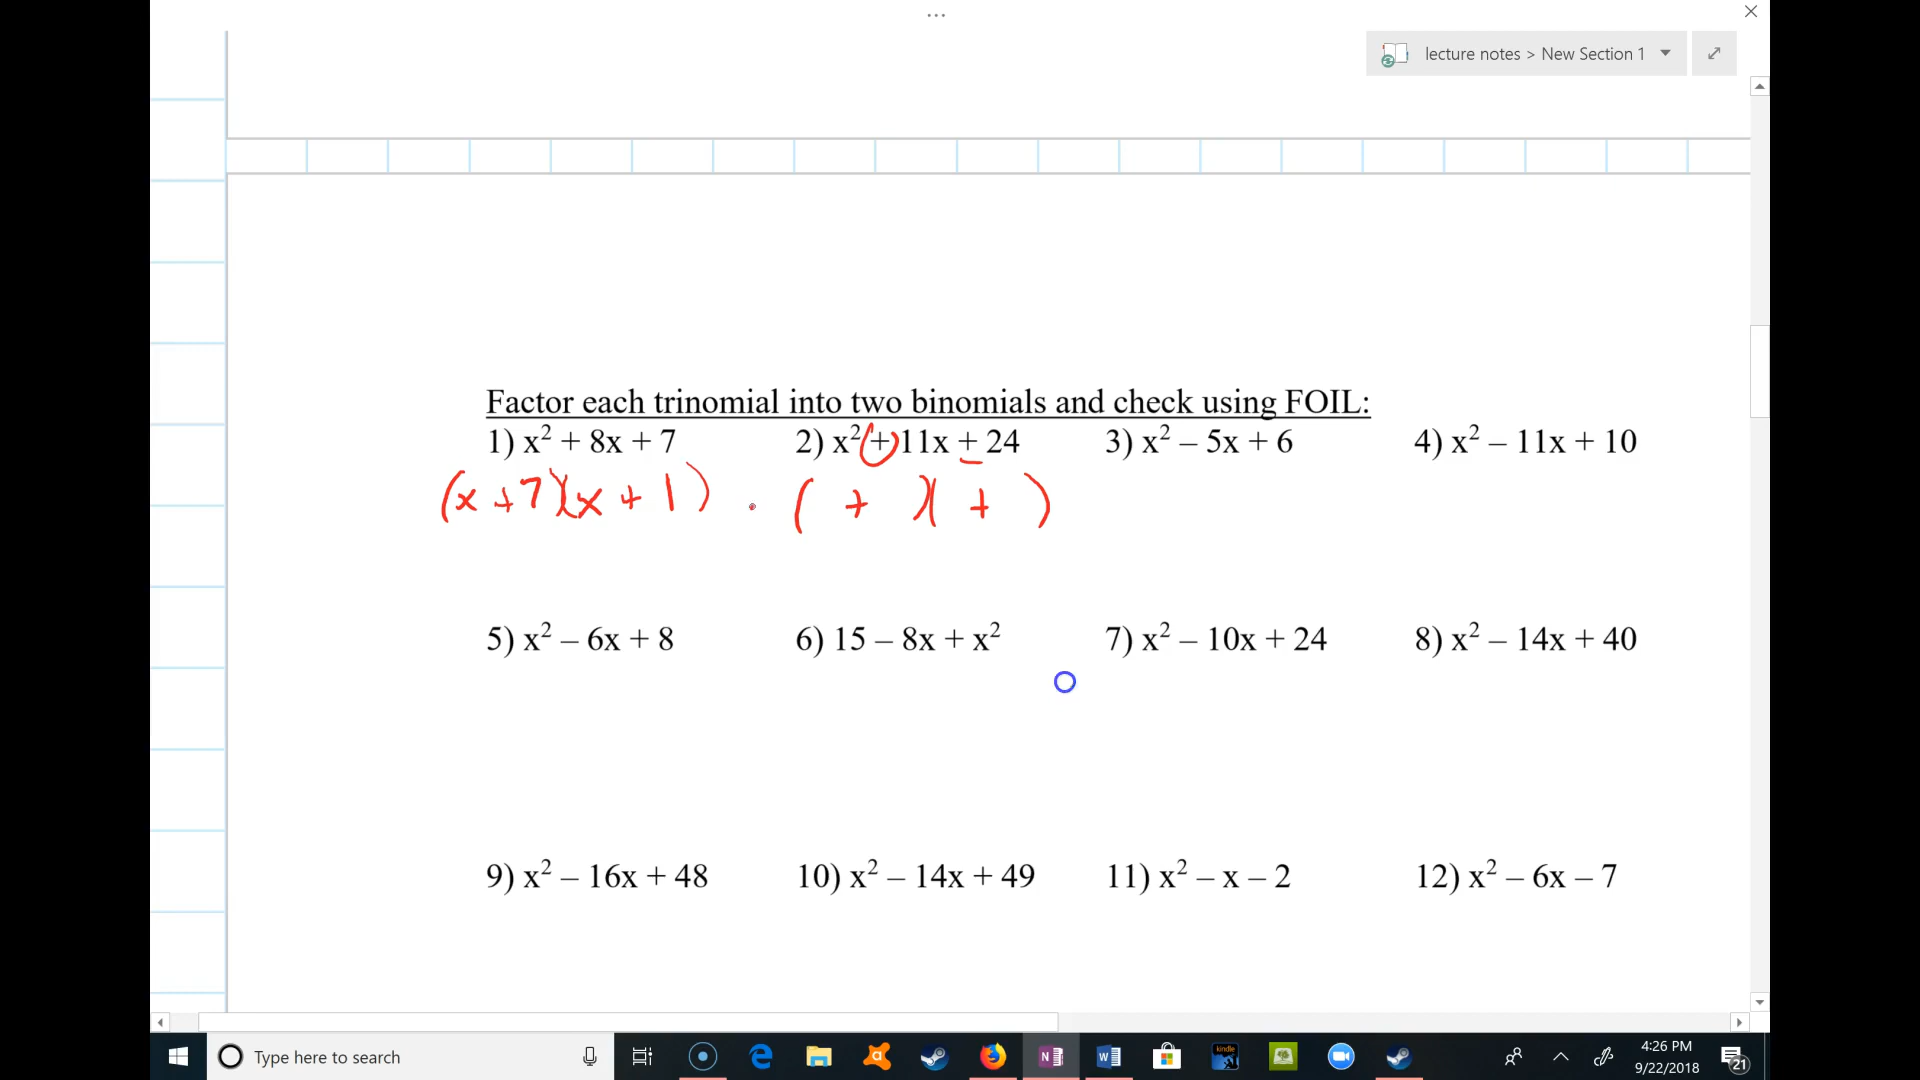 ...
lecture notes > New Section 1
Factor each trinomial into two binomials and check using FOIL:
1) x² + 8x + 7 2) x² + 11x + 24 3) x² – 5x + 6 4) x² – 11x + 10
(x + 7)(x + 1) . ( + )( + )
5) x² – 6x + 8 6) 15 – 8x + x² 7) x² – 10x + 24 8) x² – 14x + 40
9) x² – 16x + 48 10) x² – 14x + 49 11) x² – x – 2 12) x² – 6x – 7
Type here to search
kindle
4:26 PM
9/22/2018
21